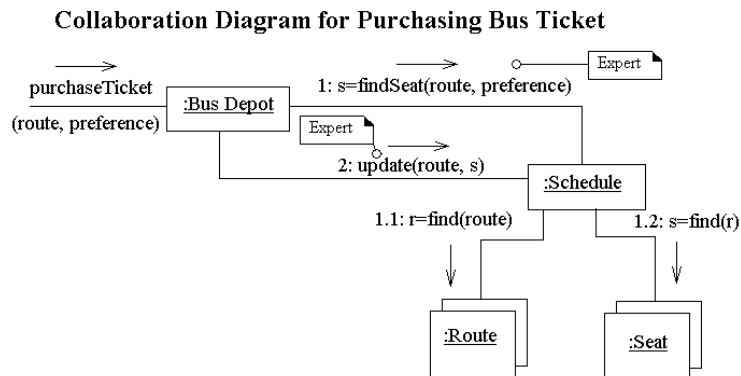 Collaboration Diagram for Purchasing Bus Ticket
purchaseTicket
(route, preference)
:Bus Depot
1: s=findSeat(route, preference)
Expert
Expert
2: update(route, s)
:Schedule
1.1: r=find(route)
1.2: s=find(r)
:Route
:Seat